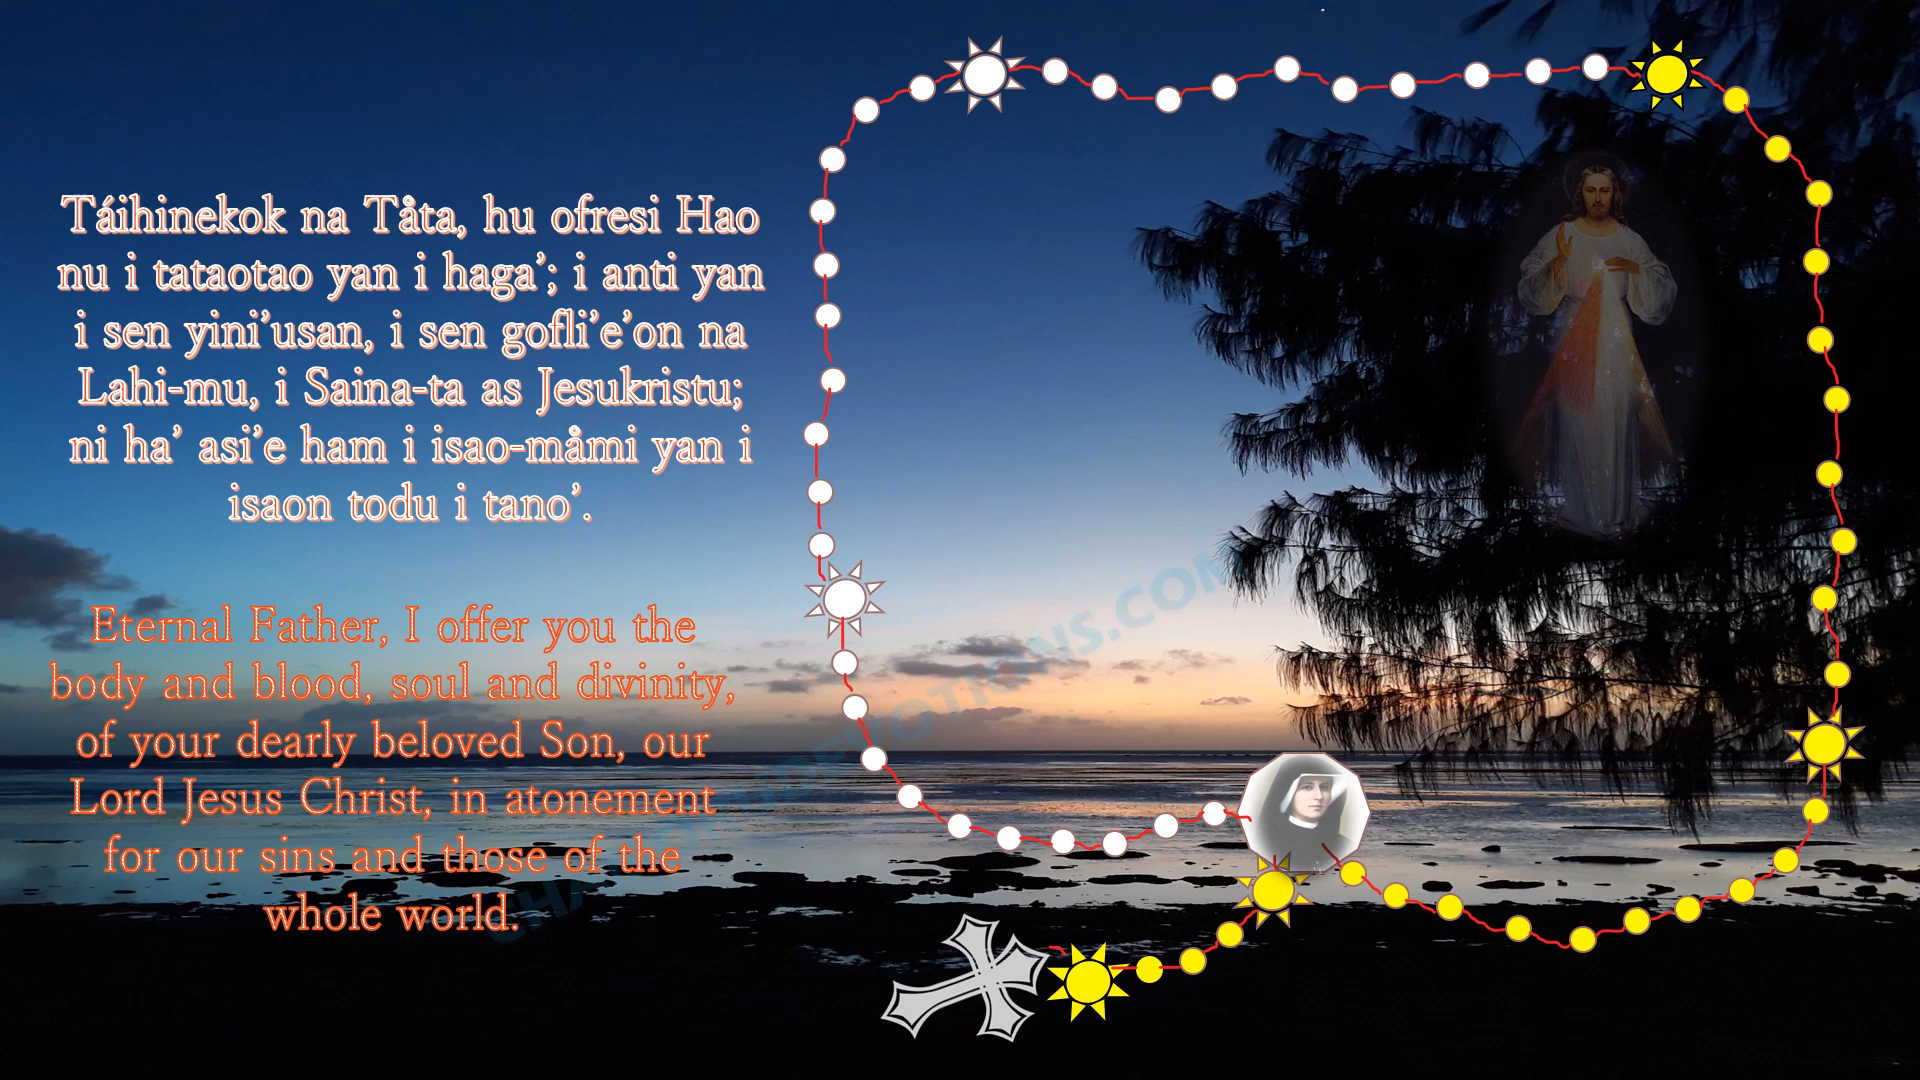 Táihinekok na Tåta, hu ofresi Hao
nu i tataotao yan i haga’; i anti yan
i sen yini’usan, i sen gofli’e’on na
Lahi-mu, i Saina-ta as Jesukristu;
ni ha’ asi’e ham i isao-måmi yan i
isaon todu i tano’.
Eternal Father, I offer you the
body and blood, soul and divinity,
of your dearly beloved Son, our
Lord Jesus Christ, in atonement
for our sins and those of the
whole world.